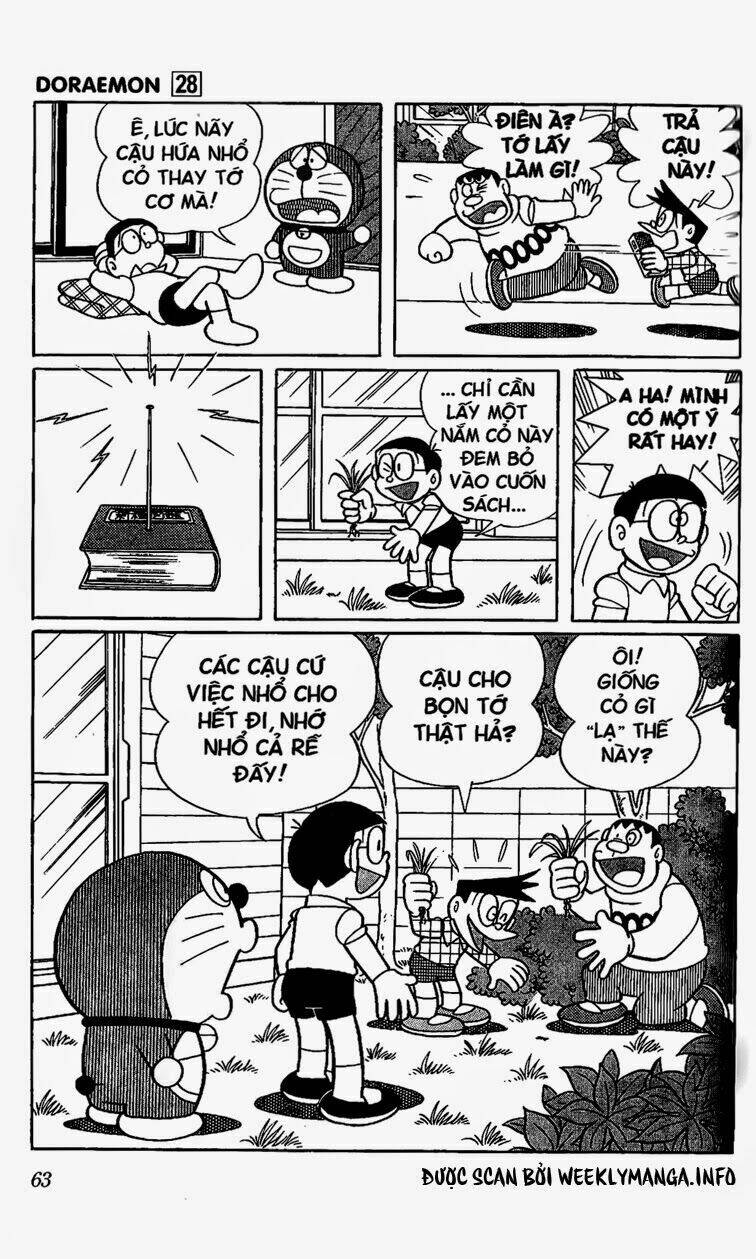 DORAEMON 28
Ê, LÚC NÃY
CẬU HỨA NHỔ
CỎ THAY TỚ
CƠ MÀ!
ĐIÊN À?
TỚ LẤY
LÀM GÌ!
TRẢ
CẬU
NÀY!
... CHỈ CẦN
LẤY MỘT
NẮM CỎ NÀY
ĐEM BỎ
VÀO CUỐN
SÁCH...
A HA! MÌNH
CÓ MỘT Ý
RẤT HAY!
CÁC CẬU CỨ
VIỆC NHỔ CHO
HẾT ĐI, NHỚ
NHỔ CẢ RỄ
ĐẤY!
CẬU CHO
BỌN TỚ
THẬT HẢ?
ÔI!
GIỐNG
CỎ GÌ
"LẠ" THẾ
NÀY?
63
ĐƯỢC SCAN BỞI WEEKLYMANGA.INFO